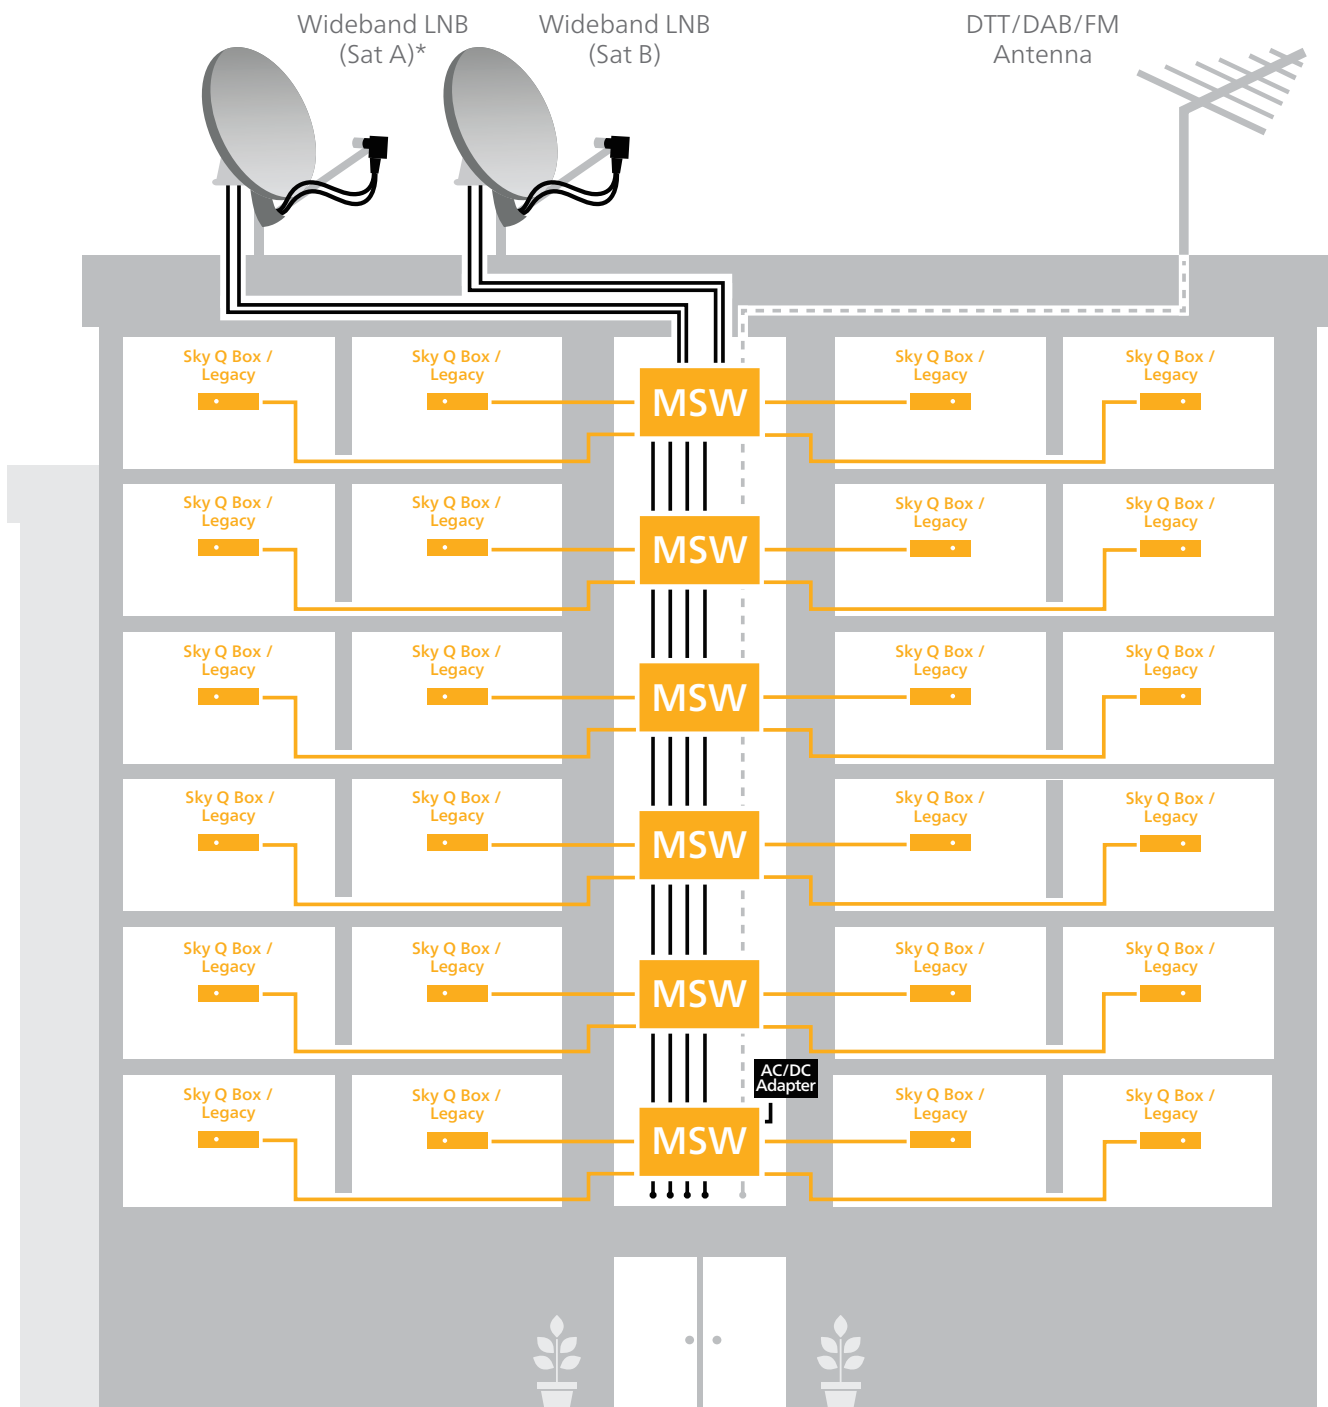 Wideband LNB
(Sat A)*
Wideband LNB
(Sat B)
DTT/DAB/FM
Antenna
Sky Q Box /
Legacy
Sky Q Box /
Legacy
MSW
Sky Q Box /
Legacy
Sky Q Box /
Legacy
Sky Q Box /
Legacy
Sky Q Box /
Legacy
MSW
Sky Q Box /
Legacy
Sky Q Box /
Legacy
Sky Q Box /
Legacy
Sky Q Box /
Legacy
MSW
Sky Q Box /
Legacy
Sky Q Box /
Legacy
Sky Q Box /
Legacy
Sky Q Box /
Legacy
MSW
Sky Q Box /
Legacy
Sky Q Box /
Legacy
Sky Q Box /
Legacy
Sky Q Box /
Legacy
MSW
Sky Q Box /
Legacy
Sky Q Box /
Legacy
AC/DC
Adapter
Sky Q Box /
Legacy
Sky Q Box /
Legacy
MSW
Sky Q Box /
Legacy
Sky Q Box /
Legacy